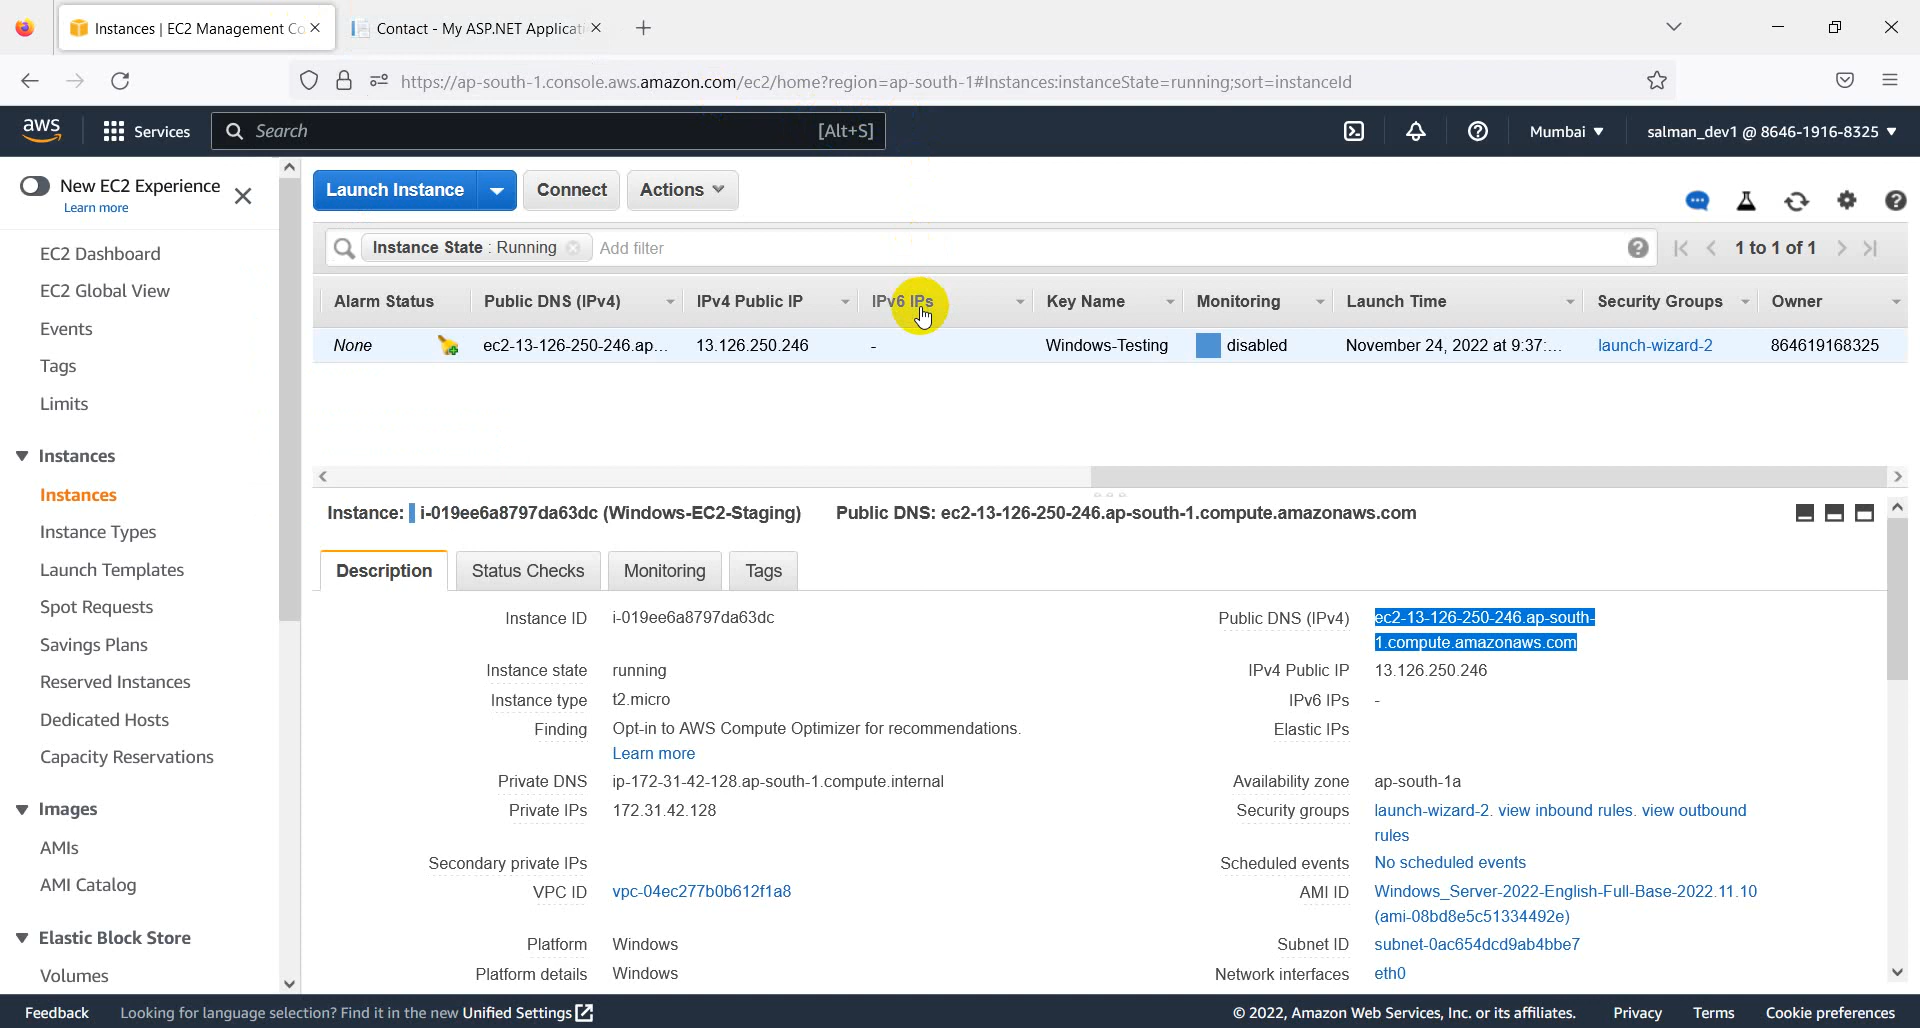 Instances | EC2 Management Co
Contact - My ASP.NET Applicati
https://ap-south-1.console.aws.amazon.com/ec2/home?region=ap-south-1#Instances:instanceState=running;sort=instanceId
aws
Services
Search
[Alt+S]
Mumbai
salman_dev1 @ 8646-1916-8325
New EC2 Experience
Learn more
EC2 Dashboard
EC2 Global View
Events
Tags
Limits
Instances
Instances
Instance Types
Launch Templates
Spot Requests
Savings Plans
Reserved Instances
Dedicated Hosts
Capacity Reservations
Images
AMIs
AMI Catalog
Elastic Block Store
Volumes
Launch Instance
Connect
Actions
Instance State : Running
Add filter
1 to 1 of 1
Alarm Status Public DNS (IPv4) IPv4 Public IP IPv6 IPs Key Name Monitoring Launch Time Security Groups Owner
None ec2-13-126-250-246.ap... 13.126.250.246 - Windows-Testing disabled November 24, 2022 at 9:37:... launch-wizard-2 864619168325
Instance: i-019ee6a8797da63dc (Windows-EC2-Staging) Public DNS: ec2-13-126-250-246.ap-south-1.compute.amazonaws.com
Description Status Checks Monitoring Tags
Instance ID i-019ee6a8797da63dc
Instance state running
Instance type t2.micro
Finding Opt-in to AWS Compute Optimizer for recommendations.
Learn more
Private DNS ip-172-31-42-128.ap-south-1.compute.internal
Private IPs 172.31.42.128
Secondary private IPs
VPC ID vpc-04ec277b0b612f1a8
Platform Windows
Platform details Windows
Public DNS (IPv4) ec2-13-126-250-246.ap-south-
1.compute.amazonaws.com
IPv4 Public IP 13.126.250.246
IPv6 IPs -
Elastic IPs
Availability zone ap-south-1a
Security groups launch-wizard-2. view inbound rules. view outbound
rules
Scheduled events No scheduled events
AMI ID Windows_Server-2022-English-Full-Base-2022.11.10
(ami-08bd8e5c51334492e)
Subnet ID subnet-0ac654dcd9ab4bbe7
Network interfaces eth0
Feedback
Looking for language selection? Find it in the new Unified Settings
© 2022, Amazon Web Services, Inc. or its affiliates.
Privacy
Terms
Cookie preferences